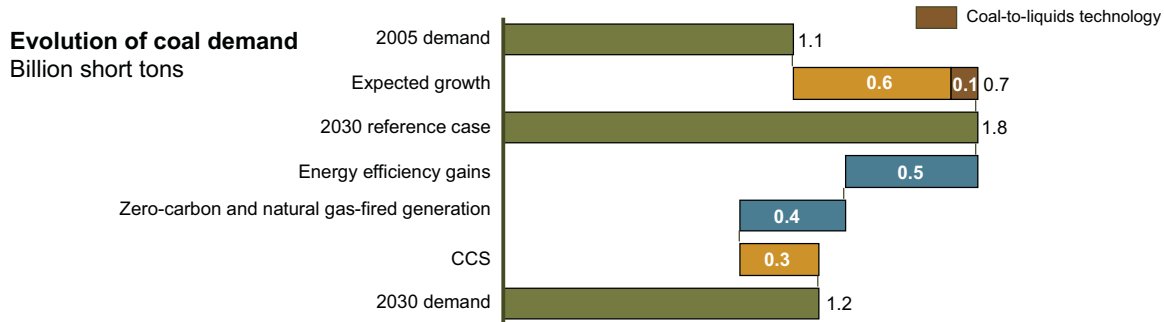 Coal-to-liquids technology
Evolution of coal demand
Billion short tons
2005 demand
1.1
Expected growth
0.6
0.1
0.7
2030 reference case
1.8
Energy efficiency gains
0.5
Zero-carbon and natural gas-fired generation
0.4
CCS
0.3
2030 demand
1.2